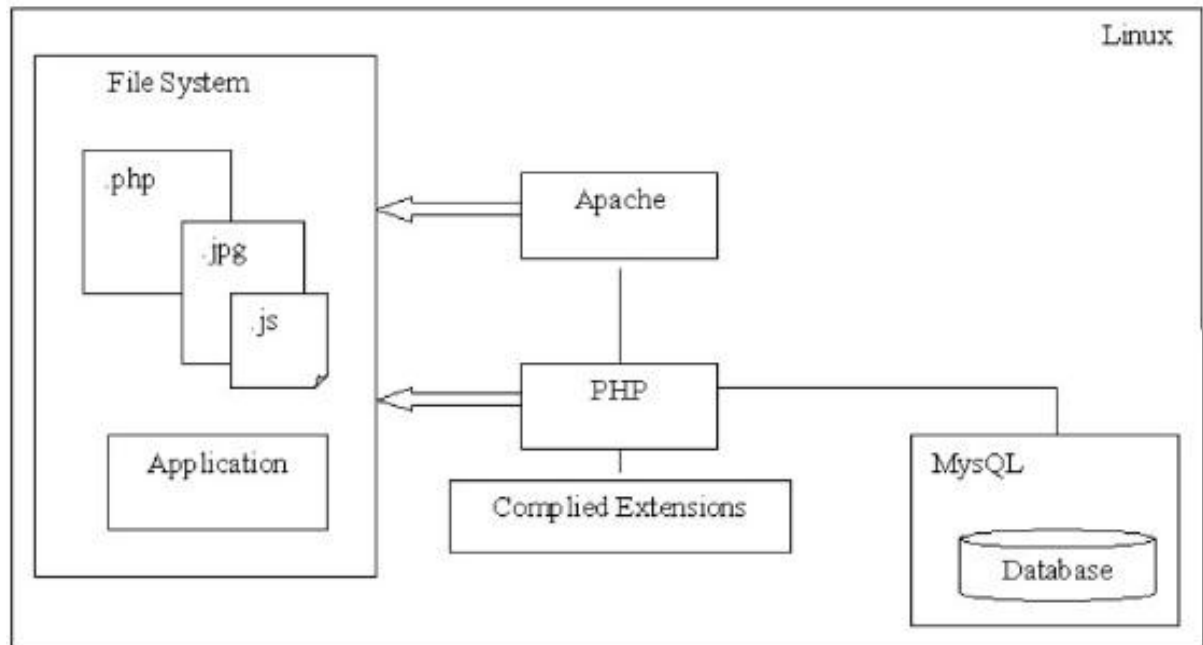 Linux
File System
.php
.jpg
.js
Application
Apache
PHP
Complied Extensions
MysQL
Database